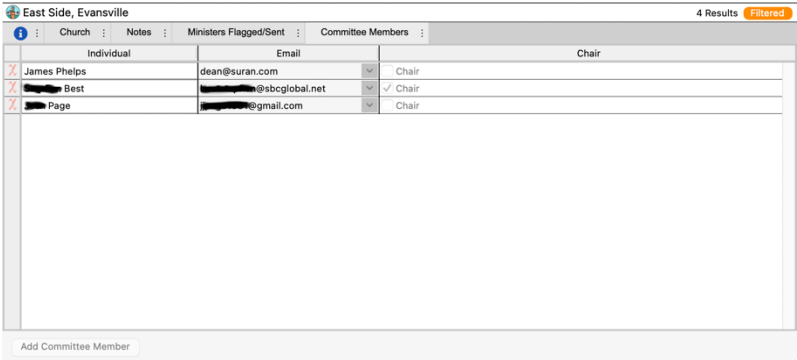 East Side, Evansville 4 Results Filtered
Church Notes Ministers Flagged/Sent Committee Members
Individual Email Chair
James Phelps dean@suran.com Chair
Best @sbcglobal.net Chair
Page @gmail.com Chair
Add Committee Member